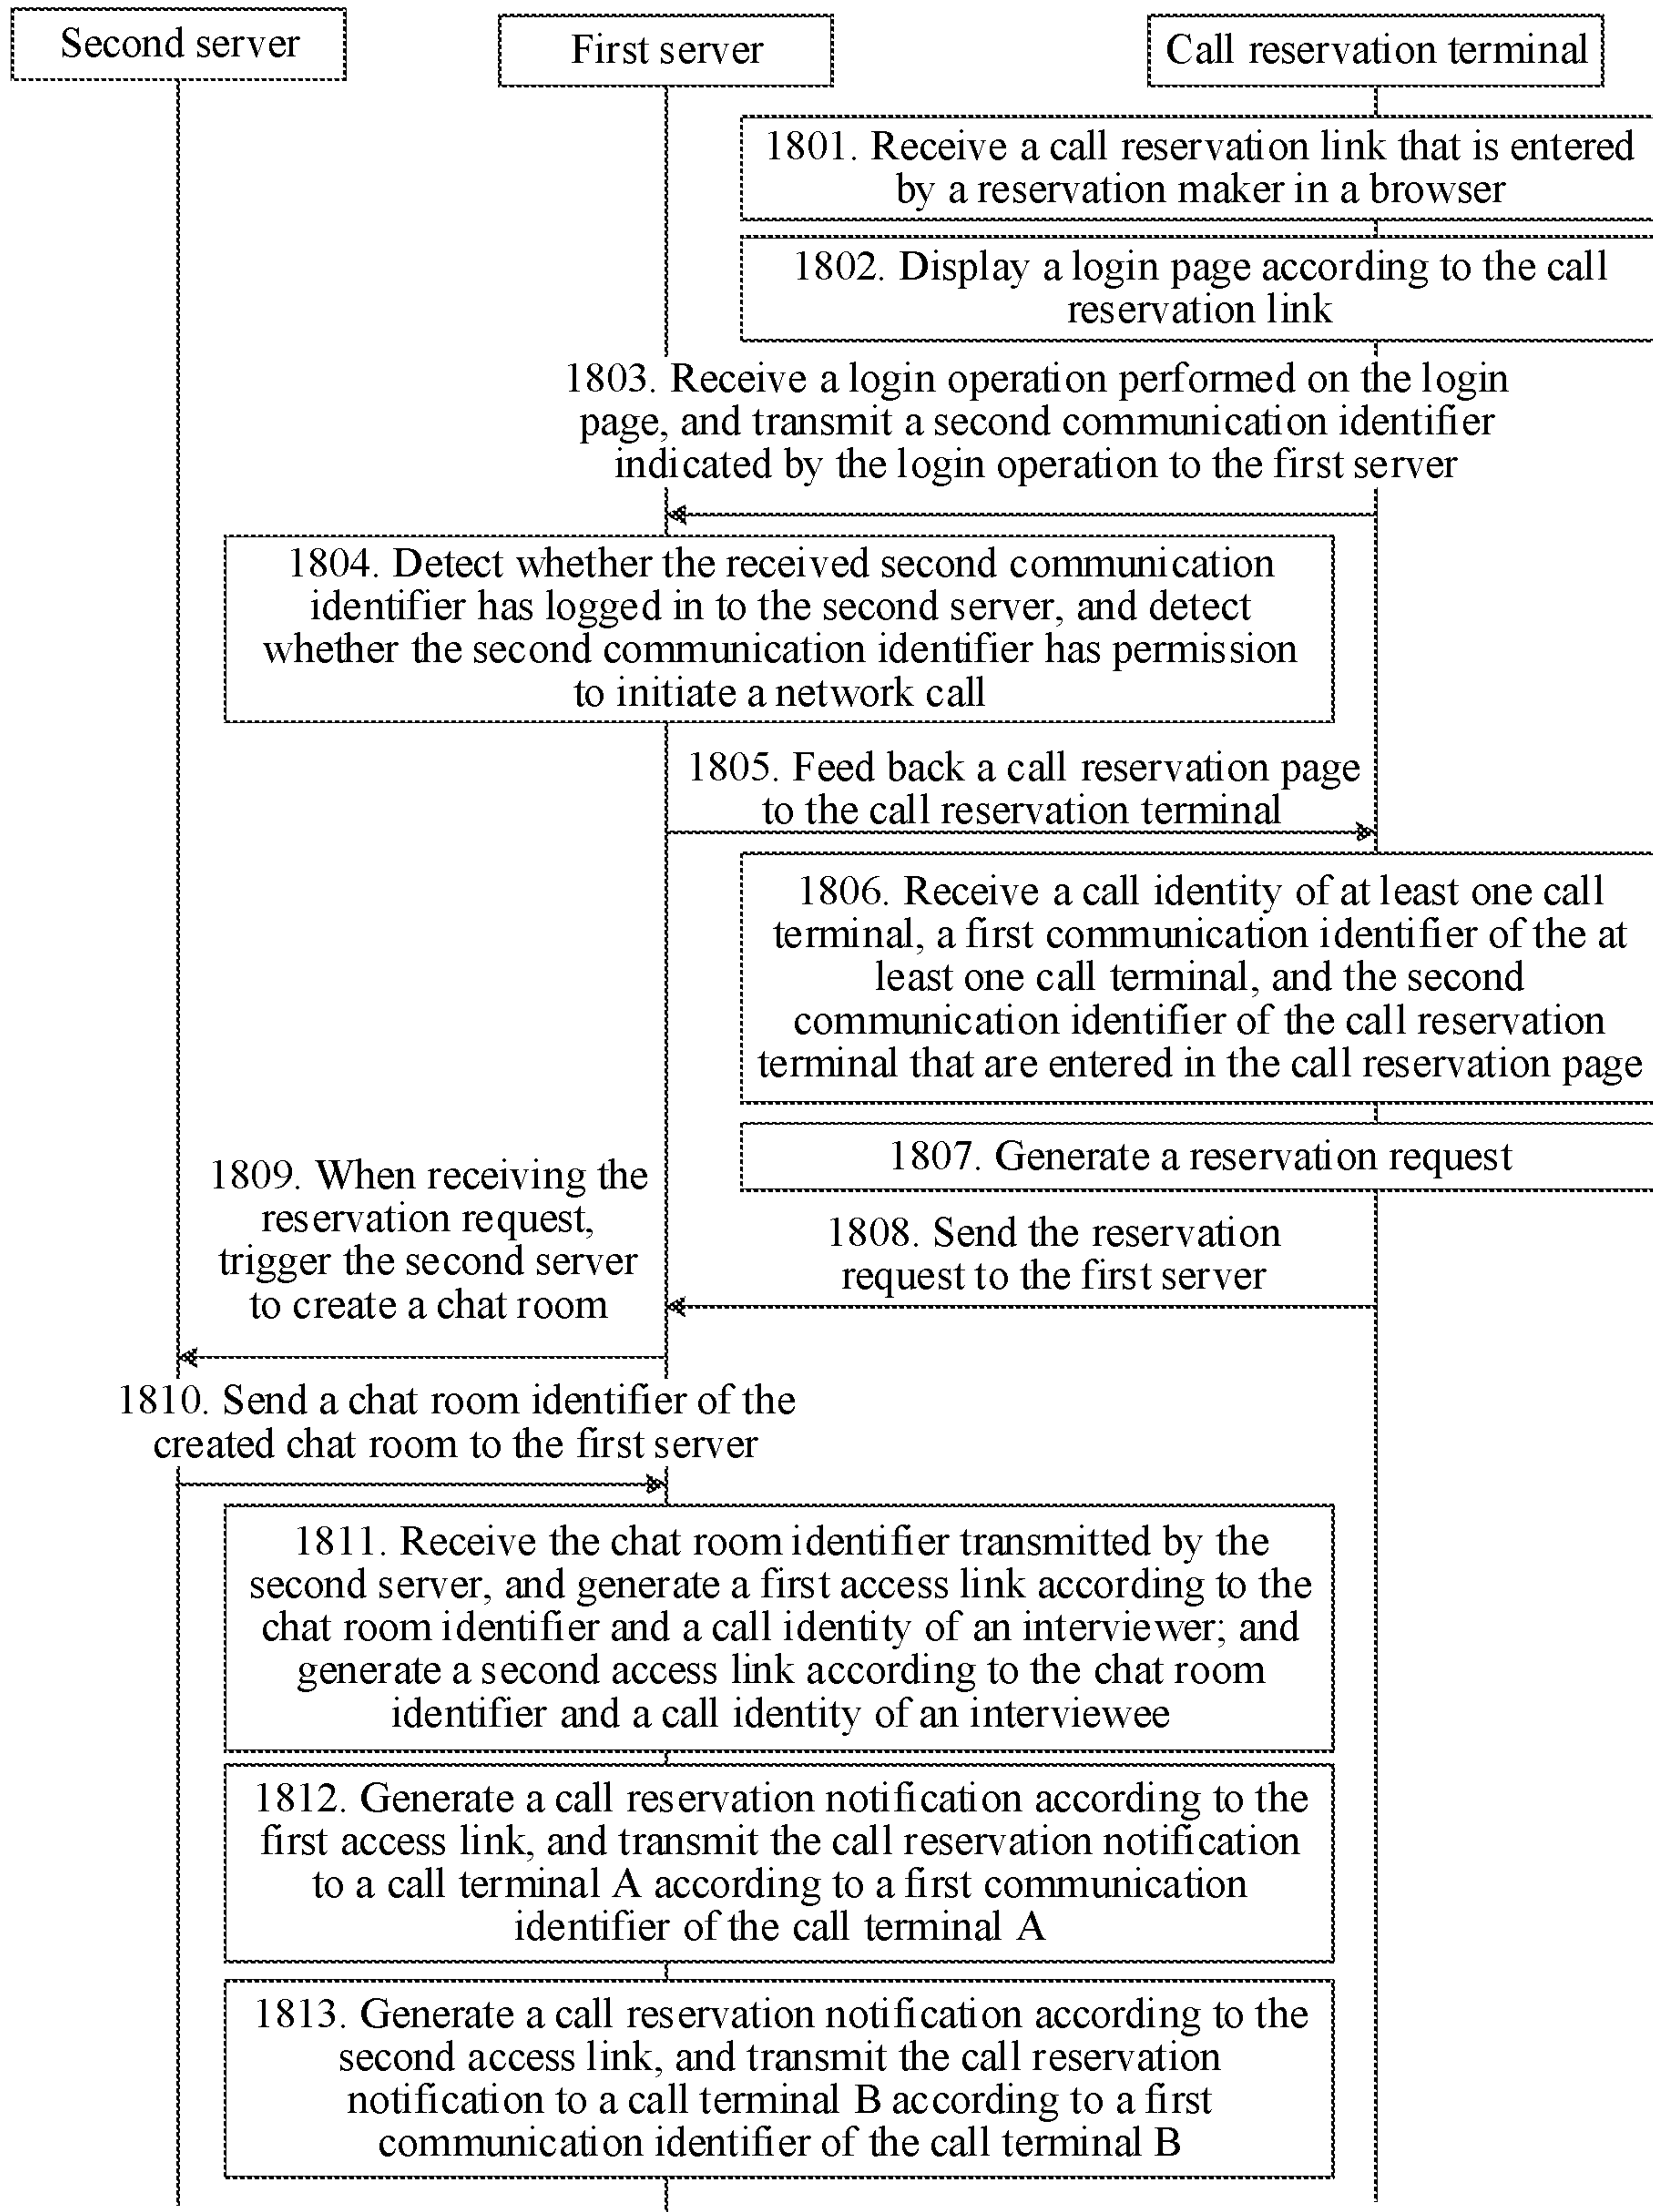 Second server
First server
Call reservation terminal
1801. Receive a call reservation link that is entered
by a reservation maker in a browser
1802. Display a login page according to the call
reservation link
1803. Receive a login operation performed on the login
page, and transmit a second communication identifier
indicated by the login operation to the first server
1804. Detect whether the received second communication
identifier has logged in to the second server, and detect
whether the second communication identifier has permission
to initiate a network call
1805. Feed back a call reservation page
to the call reservation terminal
1806. Receive a call identity of at least one call
terminal, a first communication identifier of the at
least one call terminal, and the second
communication identifier of the call reservation
terminal that are entered in the call reservation page
1807. Generate a reservation request
1808. Send the reservation
request to the first server
1809. When receiving the
reservation request,
trigger the second server
to create a chat room
1810. Send a chat room identifier of the
created chat room to the first server
1811. Receive the chat room identifier transmitted by the
second server, and generate a first access link according to the
chat room identifier and a call identity of an interviewer; and
generate a second access link according to the chat room
identifier and a call identity of an interviewee
1812. Generate a call reservation notification according to the
first access link, and transmit the call reservation notification
to a call terminal A according to a first communication
identifier of the call terminal A
1813. Generate a call reservation notification according to the
second access link, and transmit the call reservation
notification to a call terminal B according to a first
communication identifier of the call terminal B